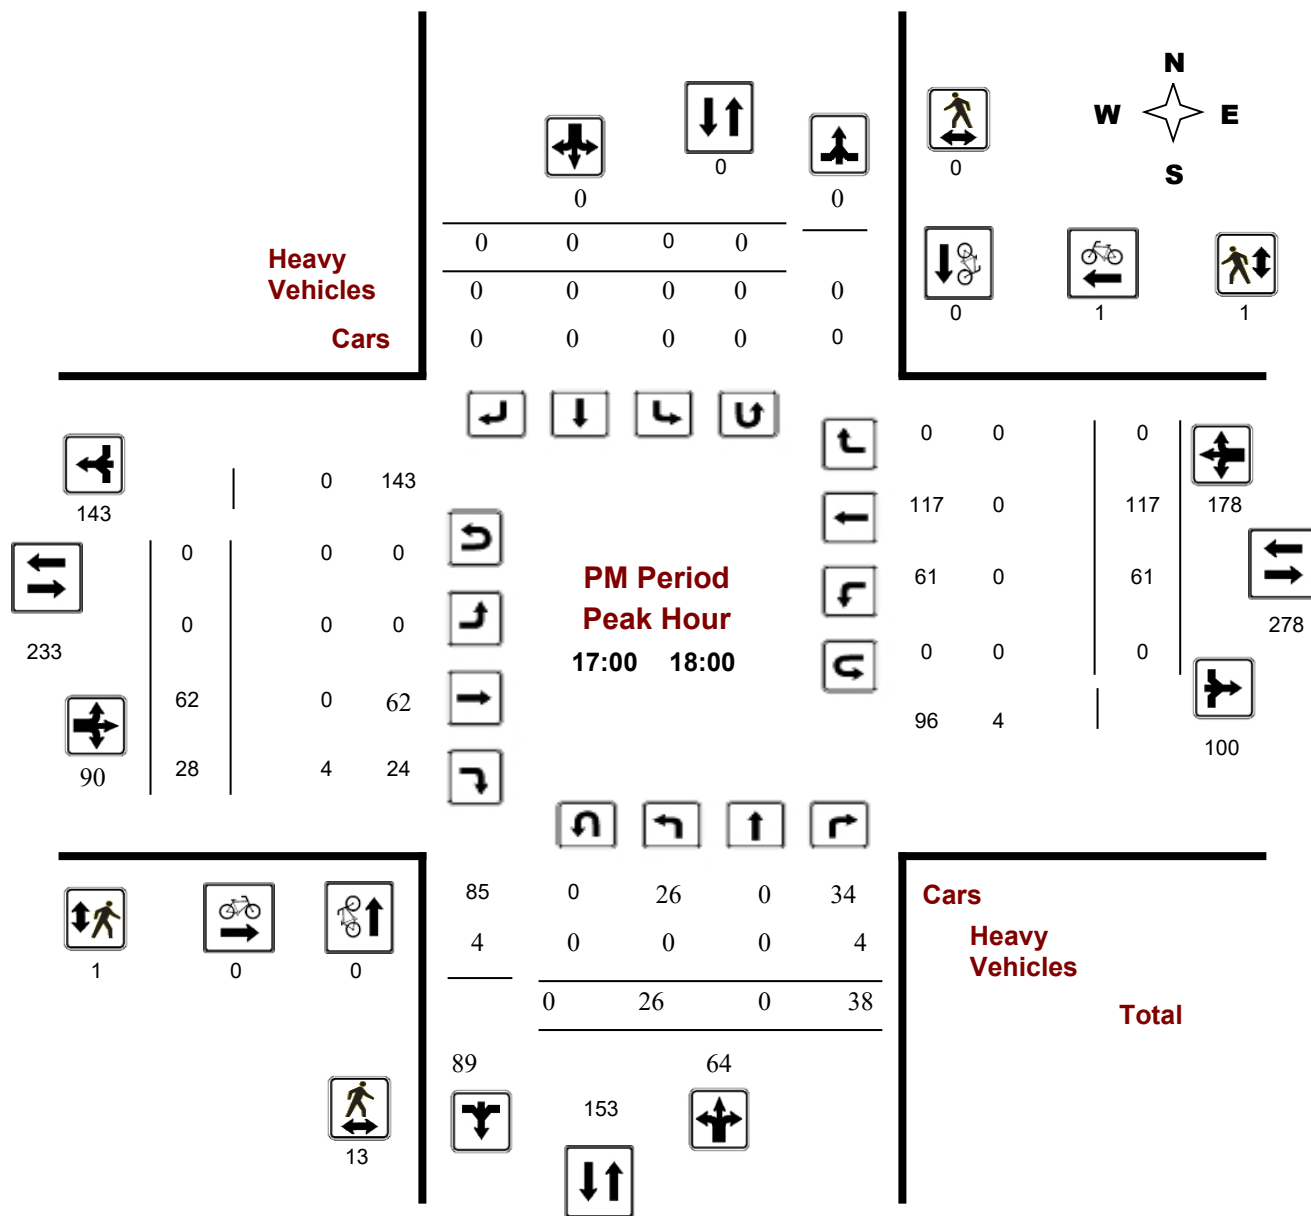 N
W E
S
0
0
0 0
0
0 0 0 0
0 1 1
Heavy
Vehicles
0 0 0 0 0
Cars
0 0 0 0 0
0 0 0
0 143
143
117 0 117 178
0 0 0
PM Period
Peak Hour
17:00 18:00
61 0 61
278
0 0 0
233
0 0 0
62 0 62
96 4
100
90
28 4 24
85 0 26 0 34
Cars
4 0 0 0 4
Heavy
Vehicles
1 0 0
0 26 0 38
Total
89 64
153
13